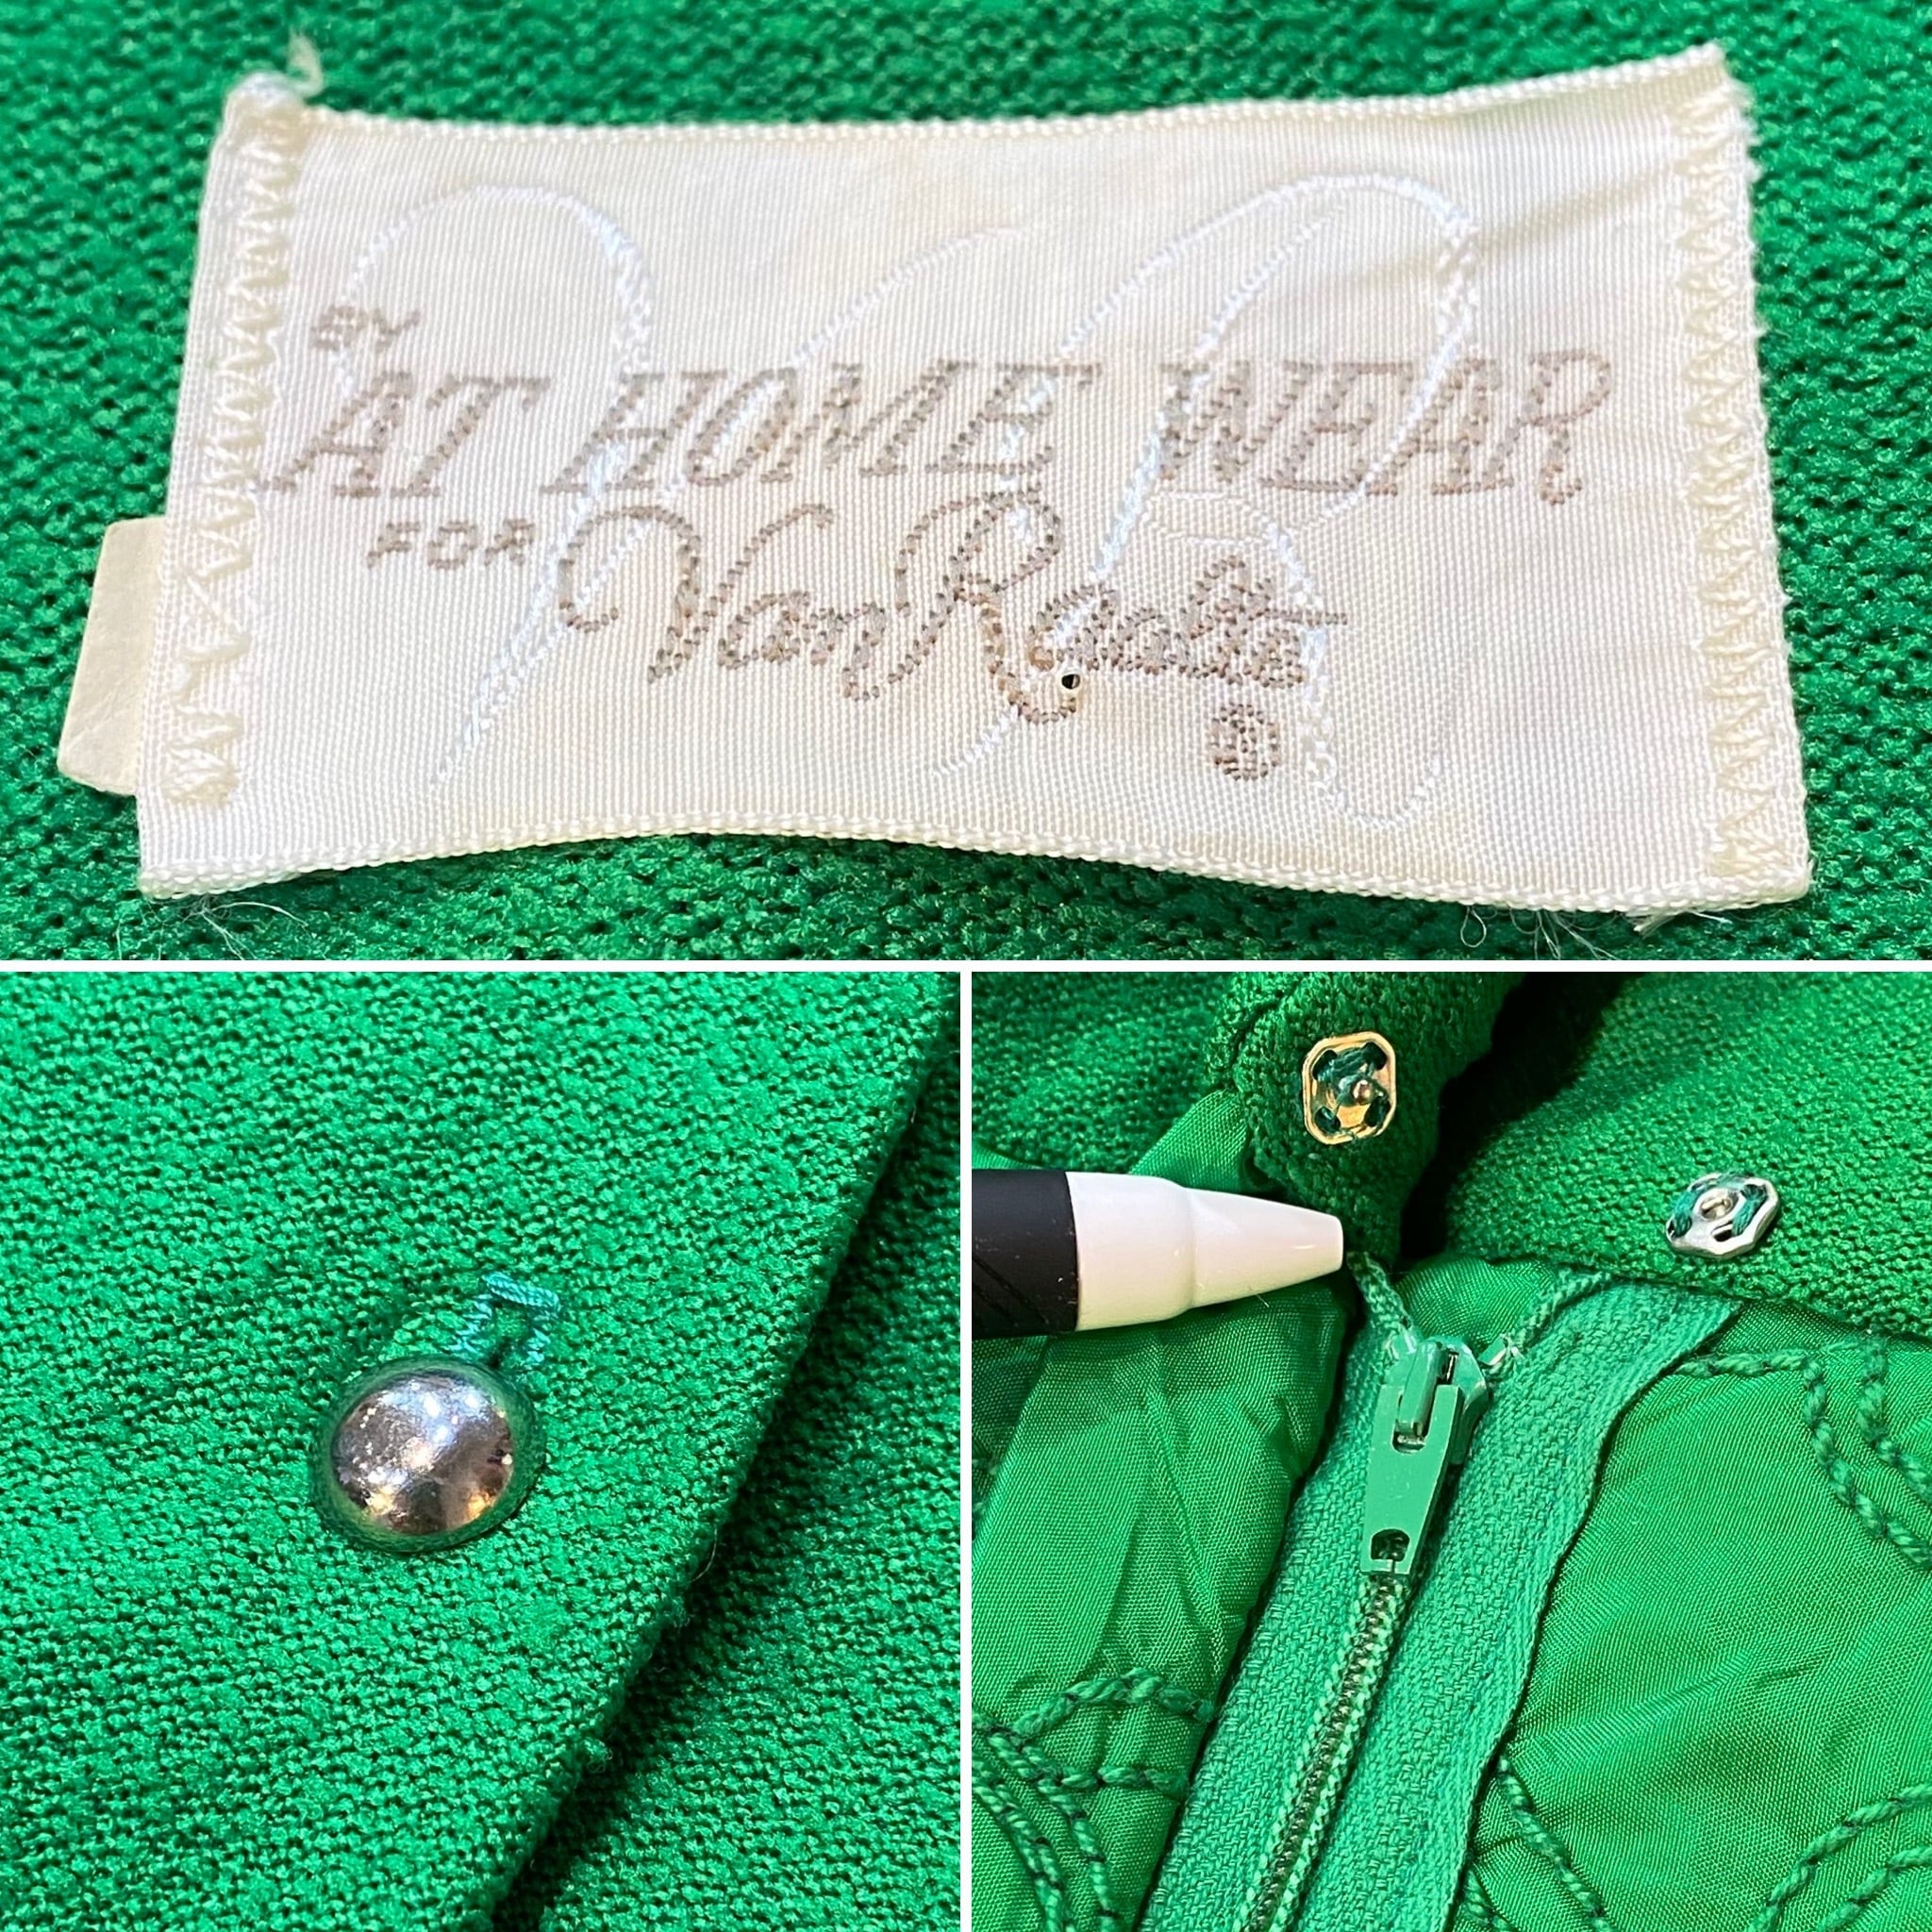 BY
AT HOME WEAR
FOR Van Raalte
®